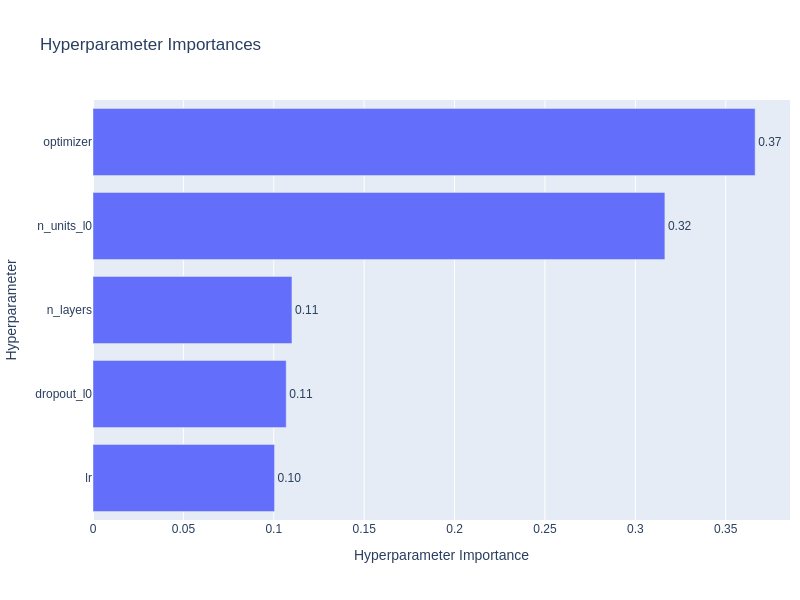 Hyperparameter Importances
optimizer
0.37
n_units_l0
0.32
n_layers
0.11
dropout_l0
0.11
lr
0.10
Hyperparameter
0
0.05
0.1
0.15
0.2
0.25
0.3
0.35
Hyperparameter Importance